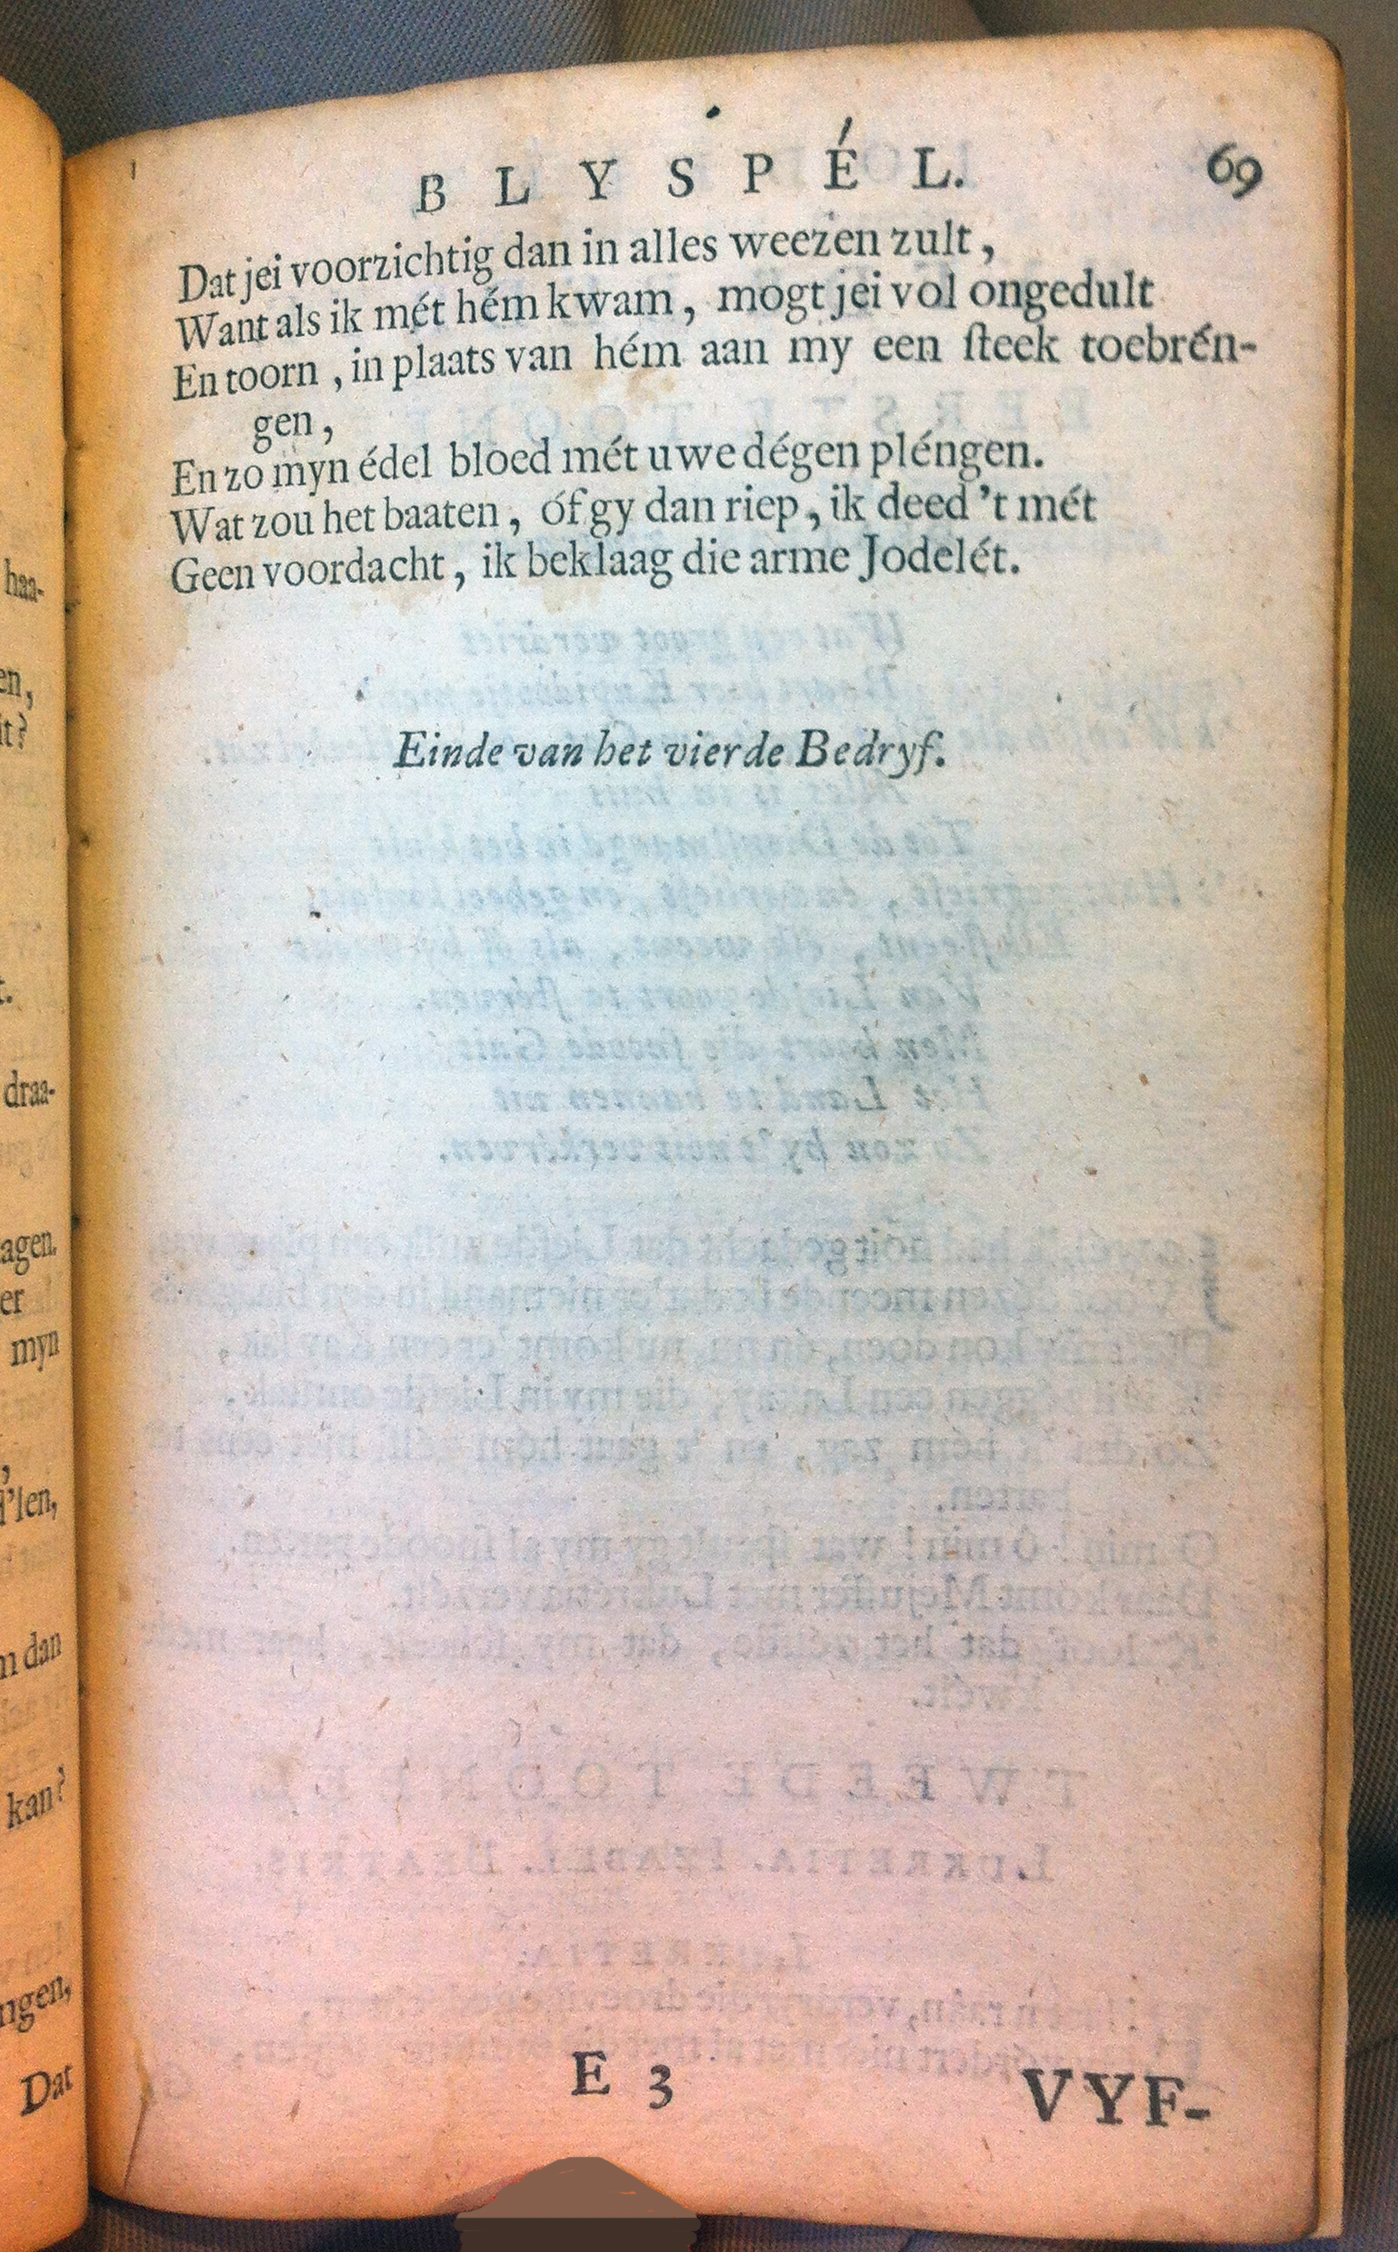 BLYSPÉL. 69
Dat jei voorzichtig dan in alles weezen zult,
Want als ik mét hém kwam, mogt jei vol ongedult
En toorn, in plaats van hém aan my een steek toebrén-
gen,
En zo myn édel bloed mét uwe dégen pléngen.
Wat zou het baaten, óf gy dan riep, ik deed 't mét
Geen voordacht, ik beklaag die arme Jodelét.
Einde van het vierde Bedryf.
E 3 VYF-